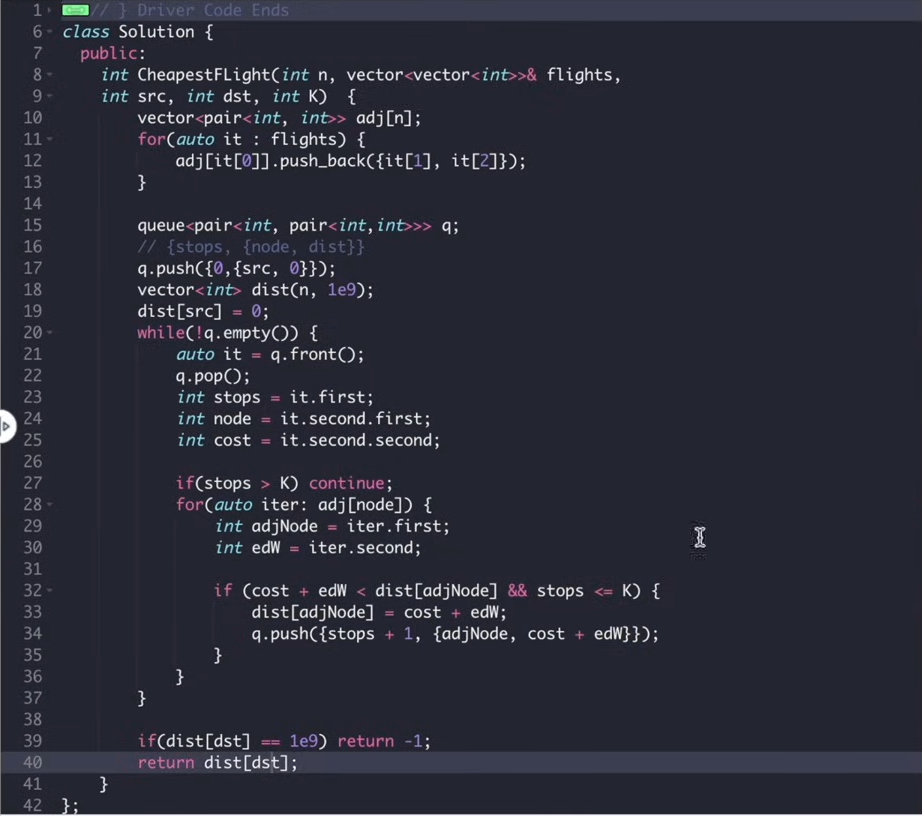 1 // } Driver Code Ends
6 class Solution {
7 public:
8 int CheapestFLight(int n, vector<vector<int>>& flights,
9 int src, int dst, int K)  {
10 vector<pair<int, int>> adj[n];
11 for(auto it : flights) {
12 adj[it[0]].push_back({it[1], it[2]});
13 }
14
15 queue<pair<int, pair<int,int>>> q;
16 // {stops, {node, dist}}
17 q.push({0,{src, 0}});
18 vector<int> dist(n, 1e9);
19 dist[src] = 0;
20 while(!q.empty()) {
21 auto it = q.front();
22 q.pop();
23 int stops = it.first;
24 int node = it.second.first;
25 int cost = it.second.second;
26
27 if(stops > K) continue;
28 for(auto iter: adj[node]) {
29 int adjNode = iter.first;
30 int edW = iter.second;
31
32 if (cost + edW < dist[adjNode] && stops <= K) {
33 dist[adjNode] = cost + edW;
34 q.push({stops + 1, {adjNode, cost + edW}});
35 }
36 }
37 }
38
39 if(dist[dst] == 1e9) return -1;
40 return dist[dst];
41 }
42 };